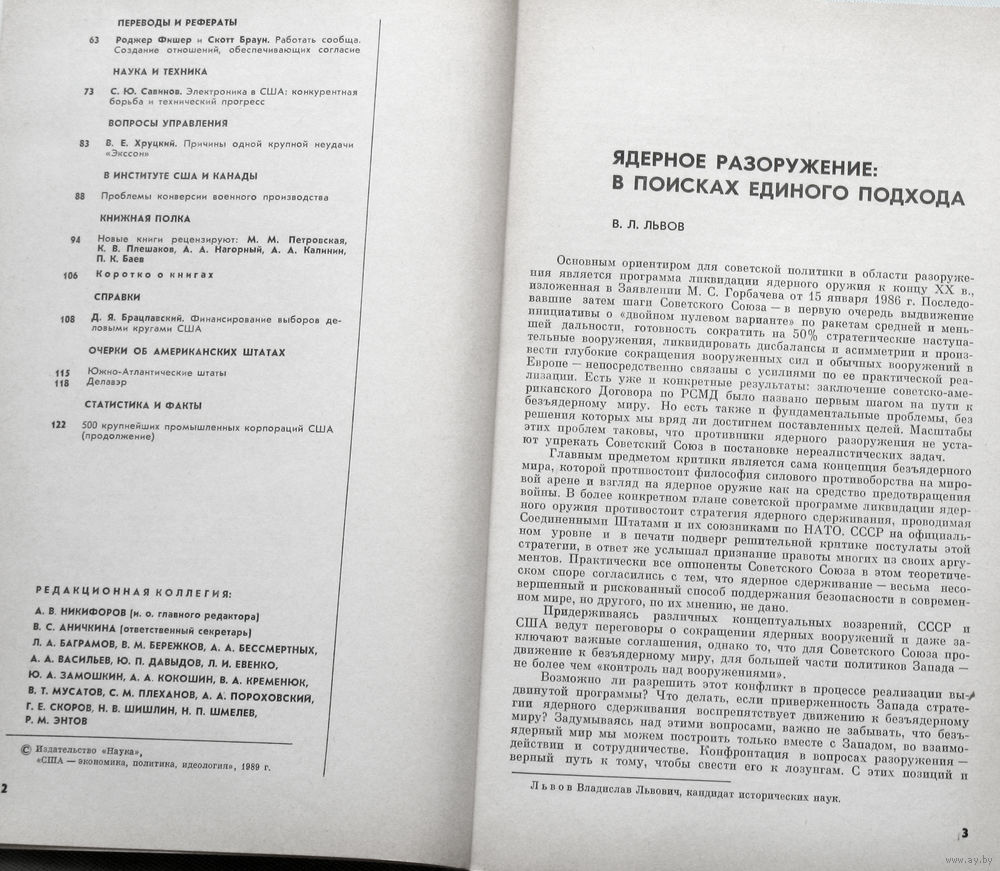 ПЕРЕВОДЫ И РЕФЕРАТЫ
63 Роджер Фишер и Скотт Браун. Работать сообща.
Создание отношений, обеспечивающих согласие
НАУКА И ТЕХНИКА
73 С. Ю. Савинов. Электроника в США: конкурентная
борьба и технический прогресс
ВОПРОСЫ УПРАВЛЕНИЯ
83 В. Е. Хруцкий. Причины одной крупной неудачи
«Экссон»
В ИНСТИТУТЕ США И КАНАДЫ
88 Проблемы конверсии военного производства
КНИЖНАЯ ПОЛКА
94 Новые книги рецензируют: М. М. Петровская,
К. В. Плешаков, А. А. Нагорный, А. А. Калинин,
П. К. Баев
106 Коротко о книгах
СПРАВКИ
108 Д. Я. Брацлавский. Финансирование выборов де-
ловыми кругами США
ОЧЕРКИ ОБ АМЕРИКАНСКИХ ШТАТАХ
115 Южно-Атлантические штаты
118 Делавэр
СТАТИСТИКА И ФАКТЫ
122 500 крупнейших промышленных корпораций США
(продолжение)
РЕДАКЦИОННАЯ КОЛЛЕГИЯ:
А. В. НИКИФОРОВ (и. о. главного редактора)
В. С. АНИЧКИНА (ответственный секретарь)
Л. А. БАГРАМОВ, В. М. БЕРЕЖКОВ, А. А. БЕССМЕРТНЫХ,
А. А. ВАСИЛЬЕВ, Ю. П. ДАВЫДОВ, Л. И. ЕВЕНКО,
Ю. А. ЗАМОШКИН, А. А. КОКОШИН, В. А. КРЕМЕНЮК,
В. Т. МУСАТОВ, С. М. ПЛЕХАНОВ, А. А. ПОРОХОВСКИЙ,
Г. Е. СКОРОВ, Н. В. ШИШЛИН, Н. П. ШМЕЛЕВ,
Р. М. ЭНТОВ
© Издательство «Наука»,
«США — экономика, политика, идеология», 1989 г.
2
ЯДЕРНОЕ РАЗОРУЖЕНИЕ:
В ПОИСКАХ ЕДИНОГО ПОДХОДА
В. Л. ЛЬВОВ
Основным ориентиром для советской политики в области разоруже-
ния является программа ликвидации ядерного оружия к концу XX в.,
изложенная в Заявлении М. С. Горбачева от 15 января 1986 г. Последо-
вавшие затем шаги Советского Союза — в первую очередь выдвижение
инициативы о «двойном нулевом варианте» по ракетам средней и мень-
шей дальности, готовность сократить на 50% стратегические наступа-
тельные вооружения, ликвидировать дисбалансы и асимметрии и произ-
вести глубокие сокращения вооруженных сил и обычных вооружений в
Европе — непосредственно связаны с усилиями по ее практической реа-
лизации. Есть уже и конкретные результаты: заключение советско-аме-
риканского Договора по РСМД было названо первым шагом на пути к
безъядерному миру. Но есть также и фундаментальные проблемы, без
решения которых мы вряд ли достигнем поставленных целей. Масштабы
этих проблем таковы, что противники ядерного разоружения не уста-
ют упрекать Советский Союз в постановке нереалистических задач.
Главным предметом критики является сама концепция безъядерного
мира, которой противостоит философия силового противоборства на миро-
вой арене и взгляд на ядерное оружие как на средство предотвращения
войны. В более конкретном плане советской программе ликвидации ядер-
ного оружия противостоит стратегия ядерного сдерживания, проводимая
Соединенными Штатами и их союзниками по НАТО. СССР на официаль-
ном уровне и в печати подверг решительной критике постулаты этой
стратегии, в ответ же услышал признание правоты многих из своих аргу-
ментов. Практически все оппоненты Советского Союза в этом теоретиче-
ском споре согласились с тем, что ядерное сдерживание — весьма несо-
вершенный и рискованный способ поддержания безопасности в современ-
ном мире, но другого, по их мнению, не дано.
Придерживаясь различных концептуальных воззрений, СССР и
США ведут переговоры о сокращении ядерных вооружений и даже за-
ключают важные соглашения, однако то, что для Советского Союза про-
движение к безъядерному миру, для большей части политиков Запада —
не более чем «контроль над вооружениями».
Возможно ли разрешить этот конфликт в процессе реализации вы-
двинутой программы? Что делать, если приверженность Запада страте-
гии ядерного сдерживания воспрепятствует движению к безъядерному
миру? Задумываясь над этими вопросами, важно не забывать, что безъ-
ядерный мир мы можем построить только вместе с Западом, во взаимо-
действии и сотрудничестве. Конфронтация в вопросах разоружения —
верный путь к тому, чтобы свести его к лозунгам. С этих позиций и
Львов Владислав Львович, кандидат исторических наук.
3
www.ay.by